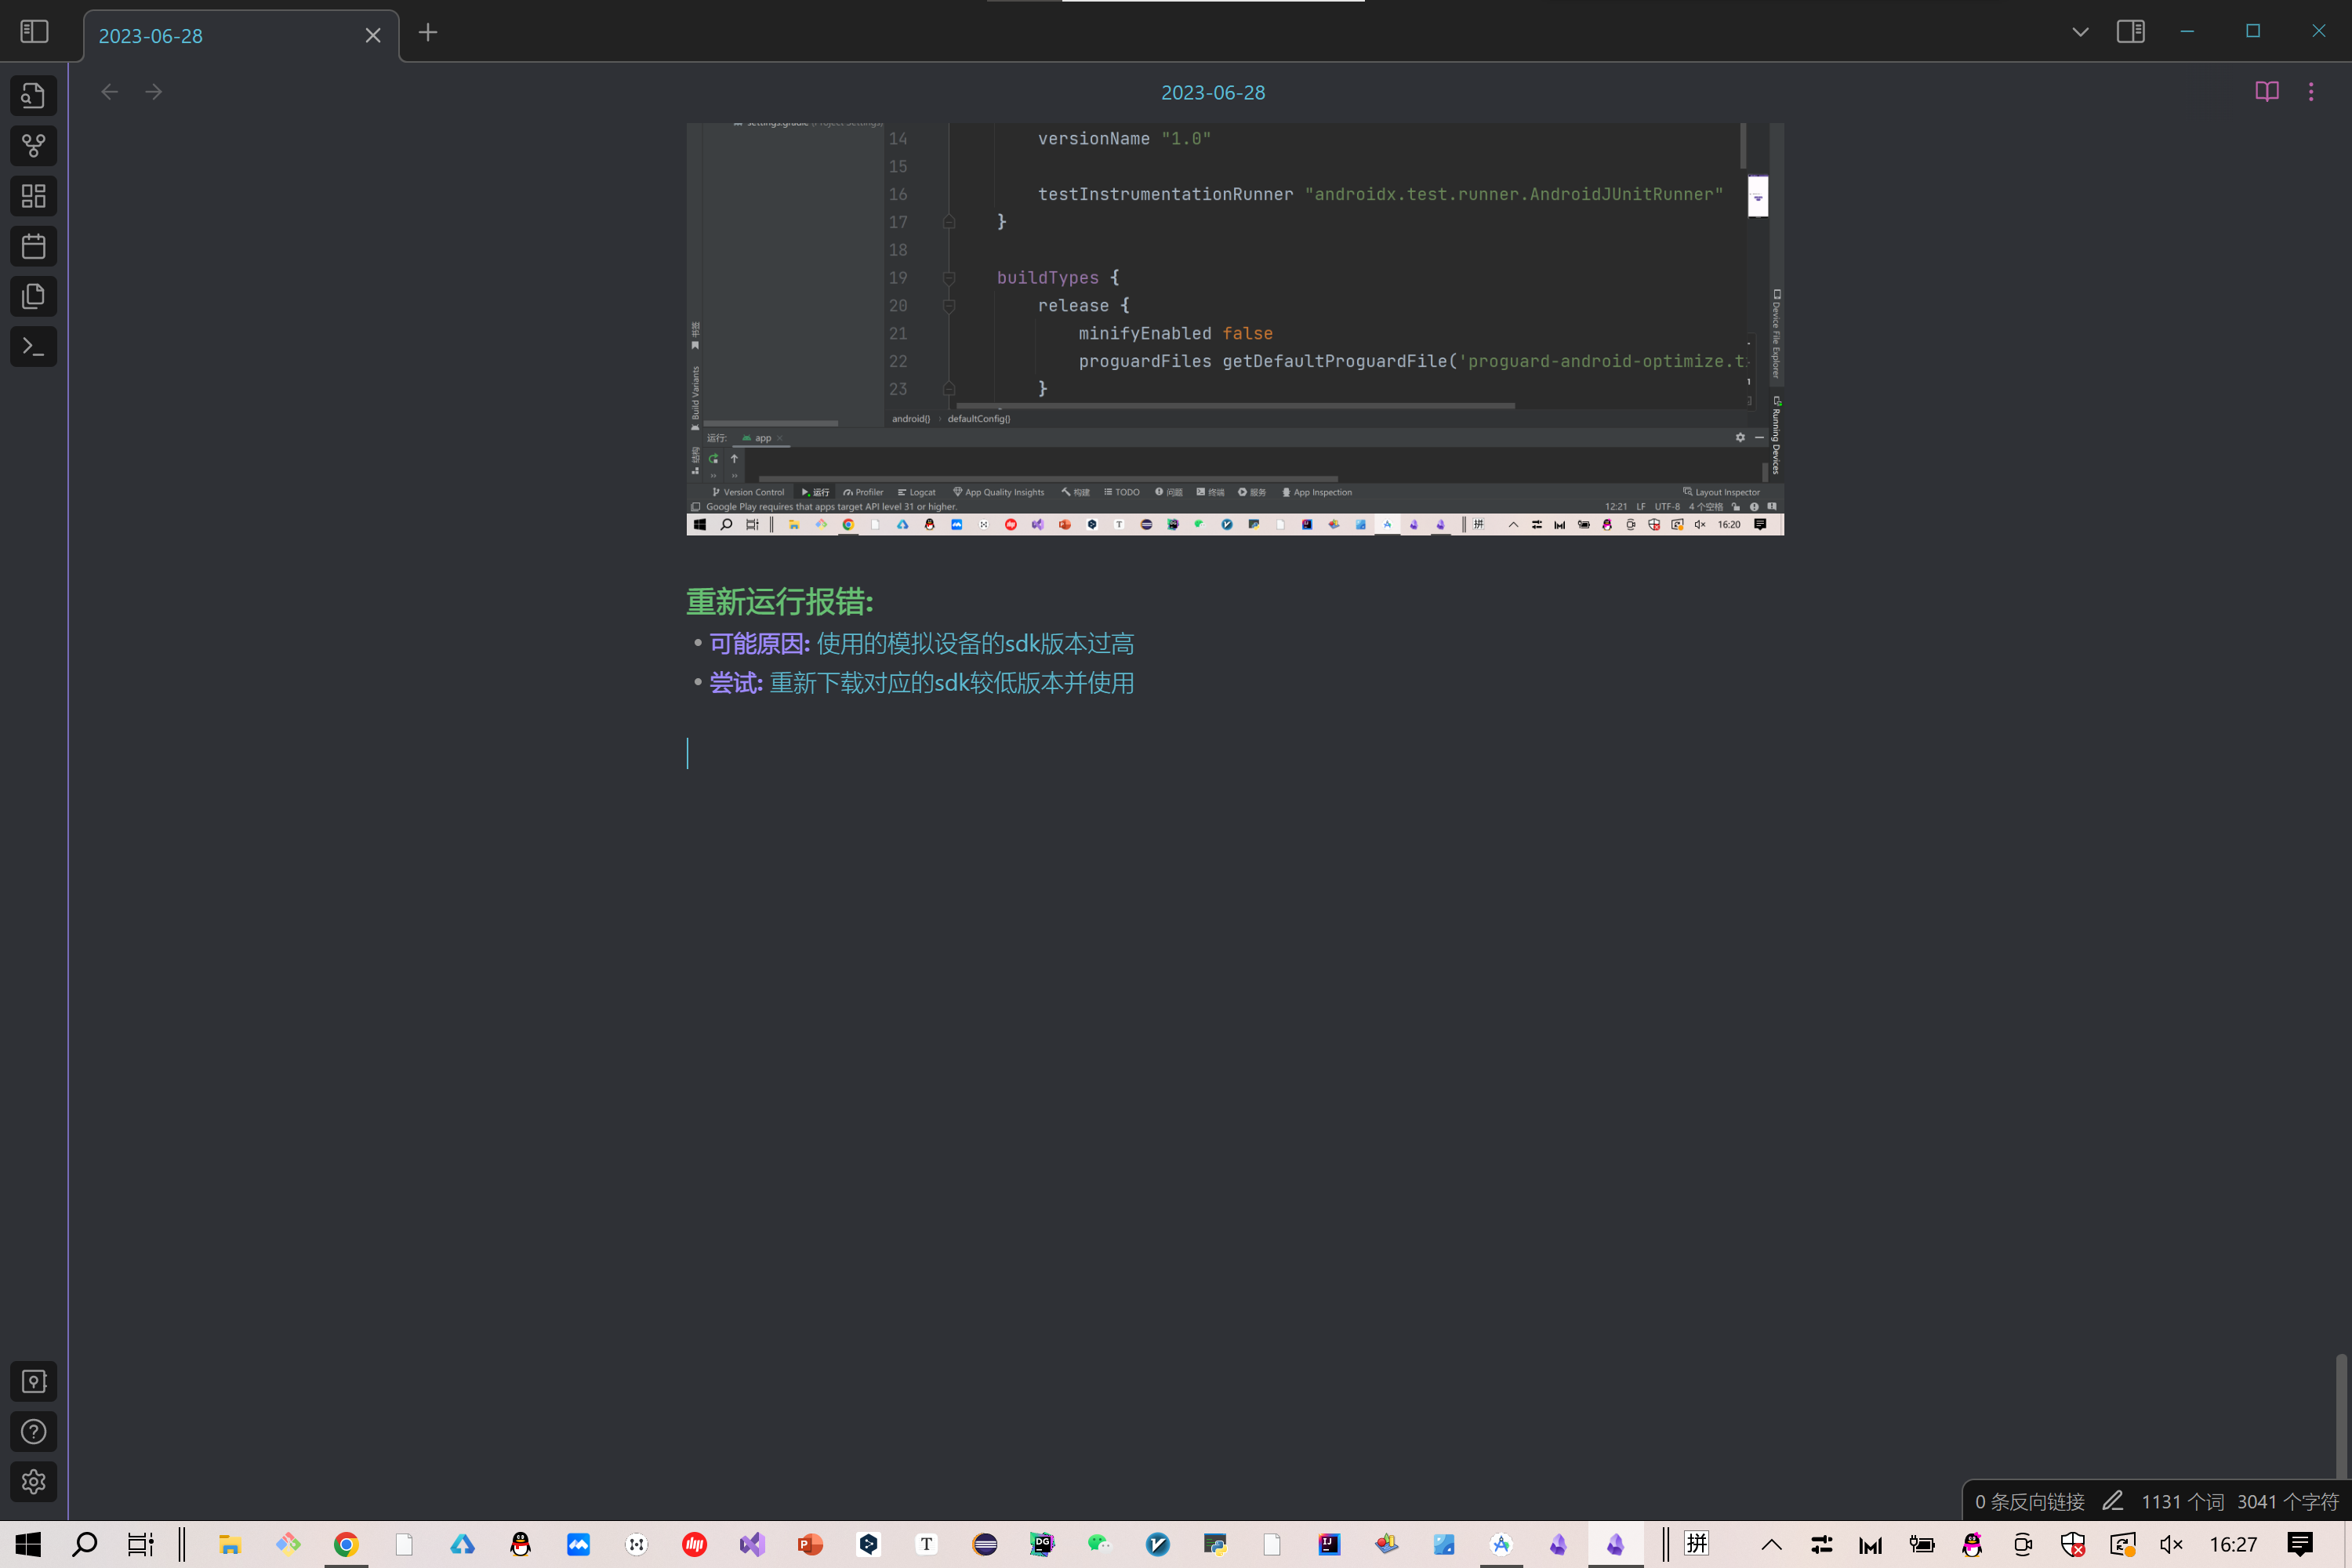 2023-06-28
2023-06-28
14 versionName "1.0"
15
16 testInstrumentationRunner "androidx.test.runner.AndroidJUnitRunner"
17 }
18
19 buildTypes {
20 release {
21 minifyEnabled false
22 proguardFiles getDefaultProguardFile('proguard-android-optimize.t
23 }
android{} › defaultConfig{}
书签
Build Variants
结构
Device File Explorer
Running Devices
运行: app
Version Control 运行 Profiler Logcat App Quality Insights 构建 TODO 问题 终端 服务 App Inspection Layout Inspector
Google Play requires that apps target API level 31 or higher. 12:21 LF UTF-8 4 个空格
拼 16:20
重新运行报错:
• 可能原因: 使用的模拟设备的sdk版本过高
• 尝试: 重新下载对应的sdk较低版本并使用
0 条反向链接 1131 个词 3041 个字符
拼 16:27